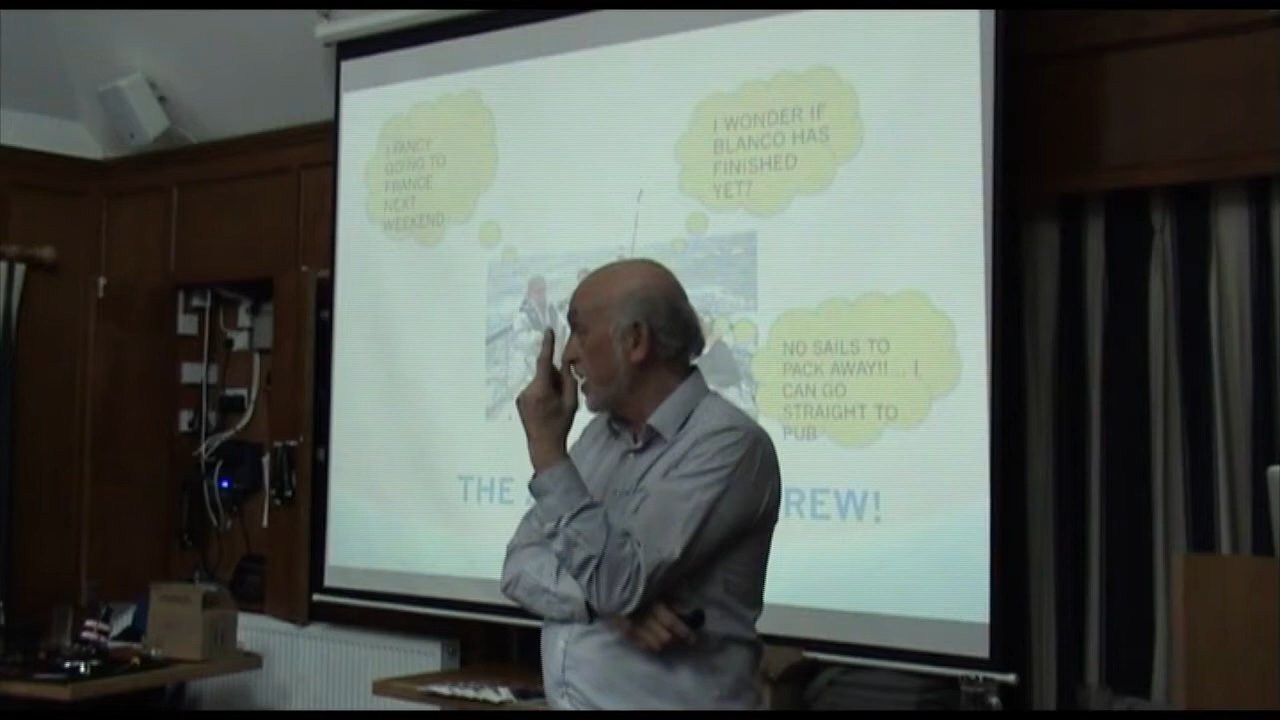 I FANCY
GOING TO
FRANCE
NEXT
WEEKEND
I WONDER IF
BLANCO HAS
FINISHED
YET?
NO SAILS TO
PACK AWAY!!... I
CAN GO
STRAIGHT TO
PUB
THE REW!